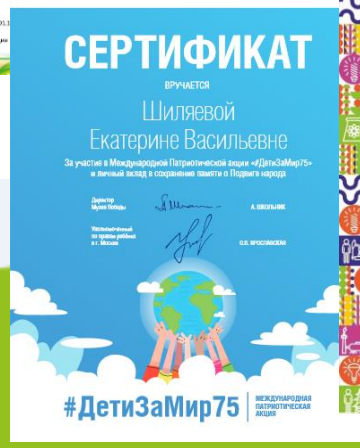 СЕРТИФИКАТ
ВРУЧАЕТСЯ
Шиляевой
Екатерине Васильевне
За участие в Международной Патриотической акции «#ДетиЗаМир75»
и личный вклад в сохранение памяти о Подвиге народа
Директор
Музея Победы
А. ШКОЛЬНИК
Уполномоченный
по правам ребёнка
в г. Москве
О.В. ЯРОСЛАВСКАЯ
#ДетиЗаМир75
МЕЖДУНАРОДНАЯ
ПАТРИОТИЧЕСКАЯ
АКЦИЯ